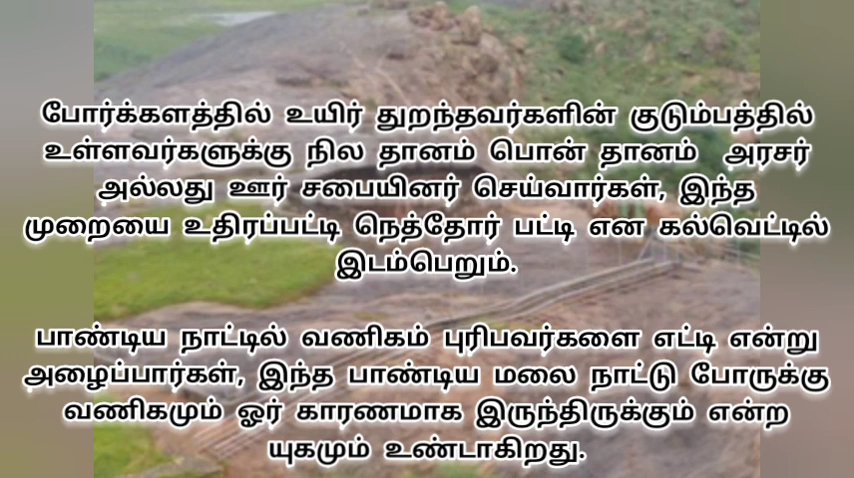 போர்க்களத்தில் உயிர் துறந்தவர்களின் குடும்பத்தில்
உள்ளவர்களுக்கு நில தானம் பொன் தானம் அரசர்
அல்லது ஊர் சபையினர் செய்வார்கள், இந்த
முறையை உதிரப்பட்டி நெத்தோர் பட்டி என கல்வெட்டில்
இடம்பெறும்.
பாண்டிய நாட்டில் வணிகம் புரிபவர்களை எட்டி என்று
அழைப்பார்கள், இந்த பாண்டிய மலை நாட்டு போருக்கு
வணிகமும் ஓர் காரணமாக இருந்திருக்கும் என்ற
யுகமும் உண்டாகிறது.